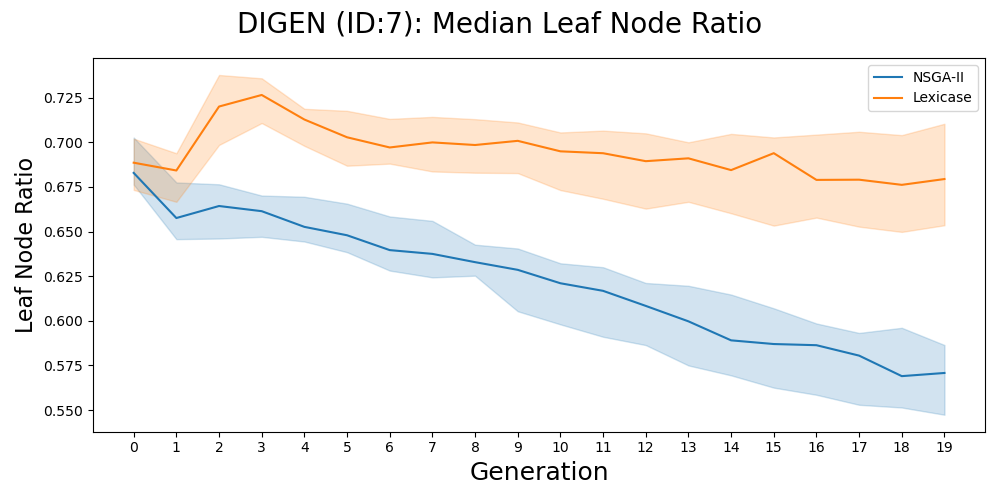 DIGEN (ID:7): Median Leaf Node Ratio
NSGA-II
Lexicase
Leaf Node Ratio
0.725
0.700
0.675
0.650
0.625
0.600
0.575
0.550
0 1 2 3 4 5 6 7 8 9 10 11 12 13 14 15 16 17 18 19
Generation